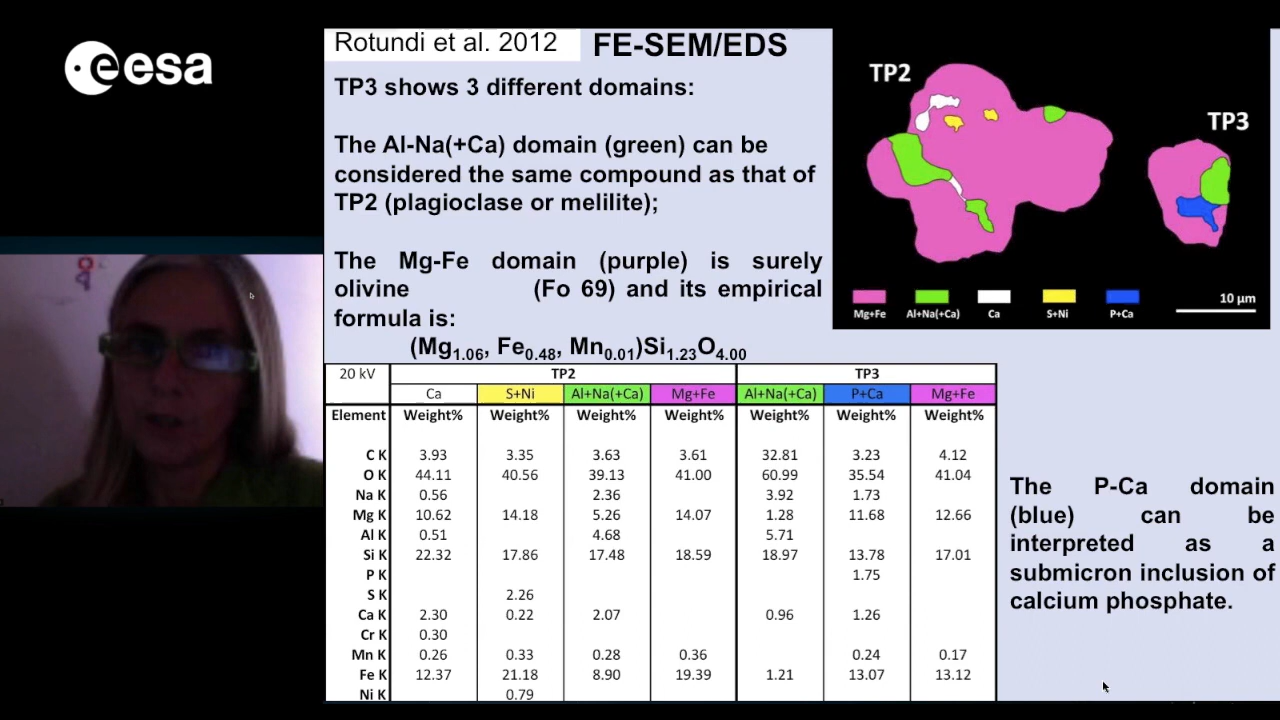 eesa
Rotundi et al. 2012
FE-SEM/EDS
TP3 shows 3 different domains:
The Al-Na(+Ca) domain (green) can be
considered the same compound as that of
TP2 (plagioclase or melilite);
The Mg-Fe domain (purple) is surely
olivine (Fo 69) and its empirical
formula is:
(Mg1.06, Fe0.48, Mn0.01)Si1.23O4.00
TP2
TP3
Mg+Fe Al+Na(+Ca) Ca S+Ni P+Ca
10 µm
20 kV TP2 TP3
Ca S+Ni Al+Na(+Ca) Mg+Fe Al+Na(+Ca) P+Ca Mg+Fe
Element Weight% Weight% Weight% Weight% Weight% Weight% Weight%
C K 3.93 3.35 3.63 3.61 32.81 3.23 4.12
O K 44.11 40.56 39.13 41.00 60.99 35.54 41.04
Na K 0.56 2.36 3.92 1.73
Mg K 10.62 14.18 5.26 14.07 1.28 11.68 12.66
Al K 0.51 4.68 5.71
Si K 22.32 17.86 17.48 18.59 18.97 13.78 17.01
P K 1.75
S K 2.26
Ca K 2.30 0.22 2.07 0.96 1.26
Cr K 0.30
Mn K 0.26 0.33 0.28 0.36 0.24 0.17
Fe K 12.37 21.18 8.90 19.39 1.21 13.07 13.12
Ni K 0.79
The P-Ca domain
(blue) can be
interpreted as a
submicron inclusion of
calcium phosphate.